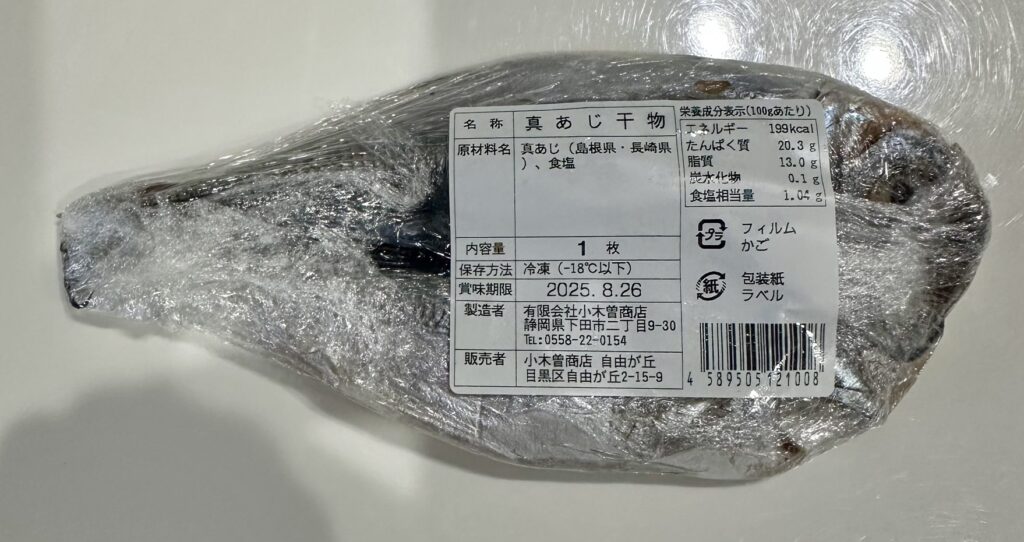 名称 真あじ干物
原材料名 真あじ（島根県・長崎県
）、食塩
内容量 1 枚
保存方法 冷凍（-18℃以下）
賞味期限 2025. 8.26
製造者 有限会社小木曽商店
静岡県下田市二丁目9-30
TEL:0558-22-0154
販売者 小木曽商店 自由が丘
目黒区自由が丘2-15-9
栄養成分表示(100gあたり)
エネルギー 199kcal
たんぱく質 20.3 g
脂質 13.0 g
炭水化物 0.1 g
食塩相当量 1.04 g
プラ フィルム
かご
紙 包装紙
ラベル
4 589505 121008